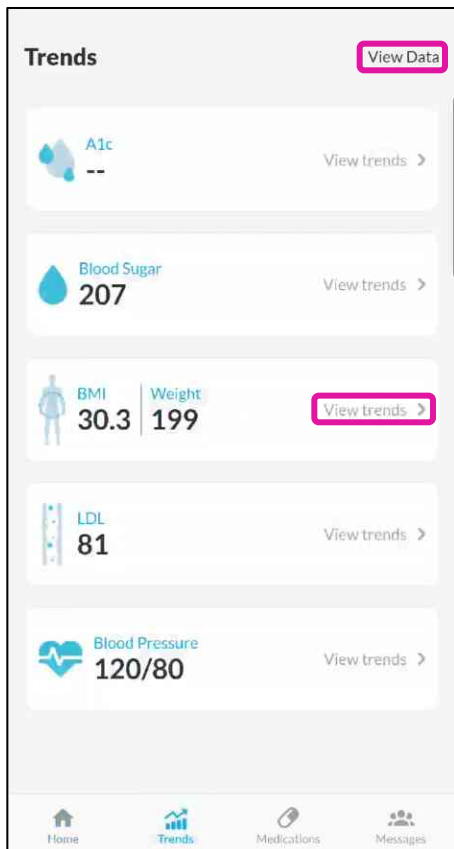 Trends
View Data
A1c
--
View trends >
Blood Sugar
207
View trends >
BMI Weight
30.3 199
View trends >
LDL
81
View trends >
Blood Pressure
120/80
View trends >
Home Trends Medications Messages